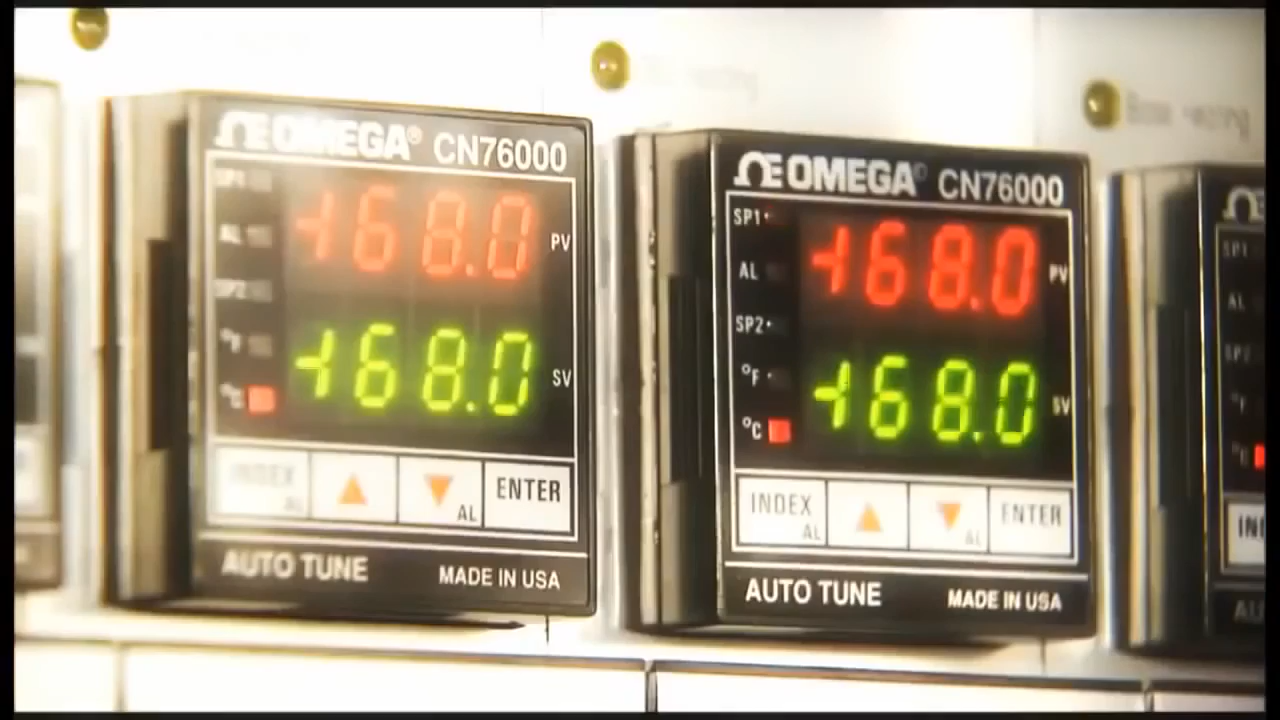 OMEGA® CN76000
SP1
-168.0 PV
AL
SP2
°F
-168.0 SV
°C
INDEX AL
AL
ENTER
AUTO TUNE
MADE IN USA
OMEGA® CN76000
SP1
-168.0 PV
AL
SP2
°F
-168.0 SV
°C
INDEX AL
AL
ENTER
AUTO TUNE
MADE IN USA
SP1
AL
SP2
°F
°C